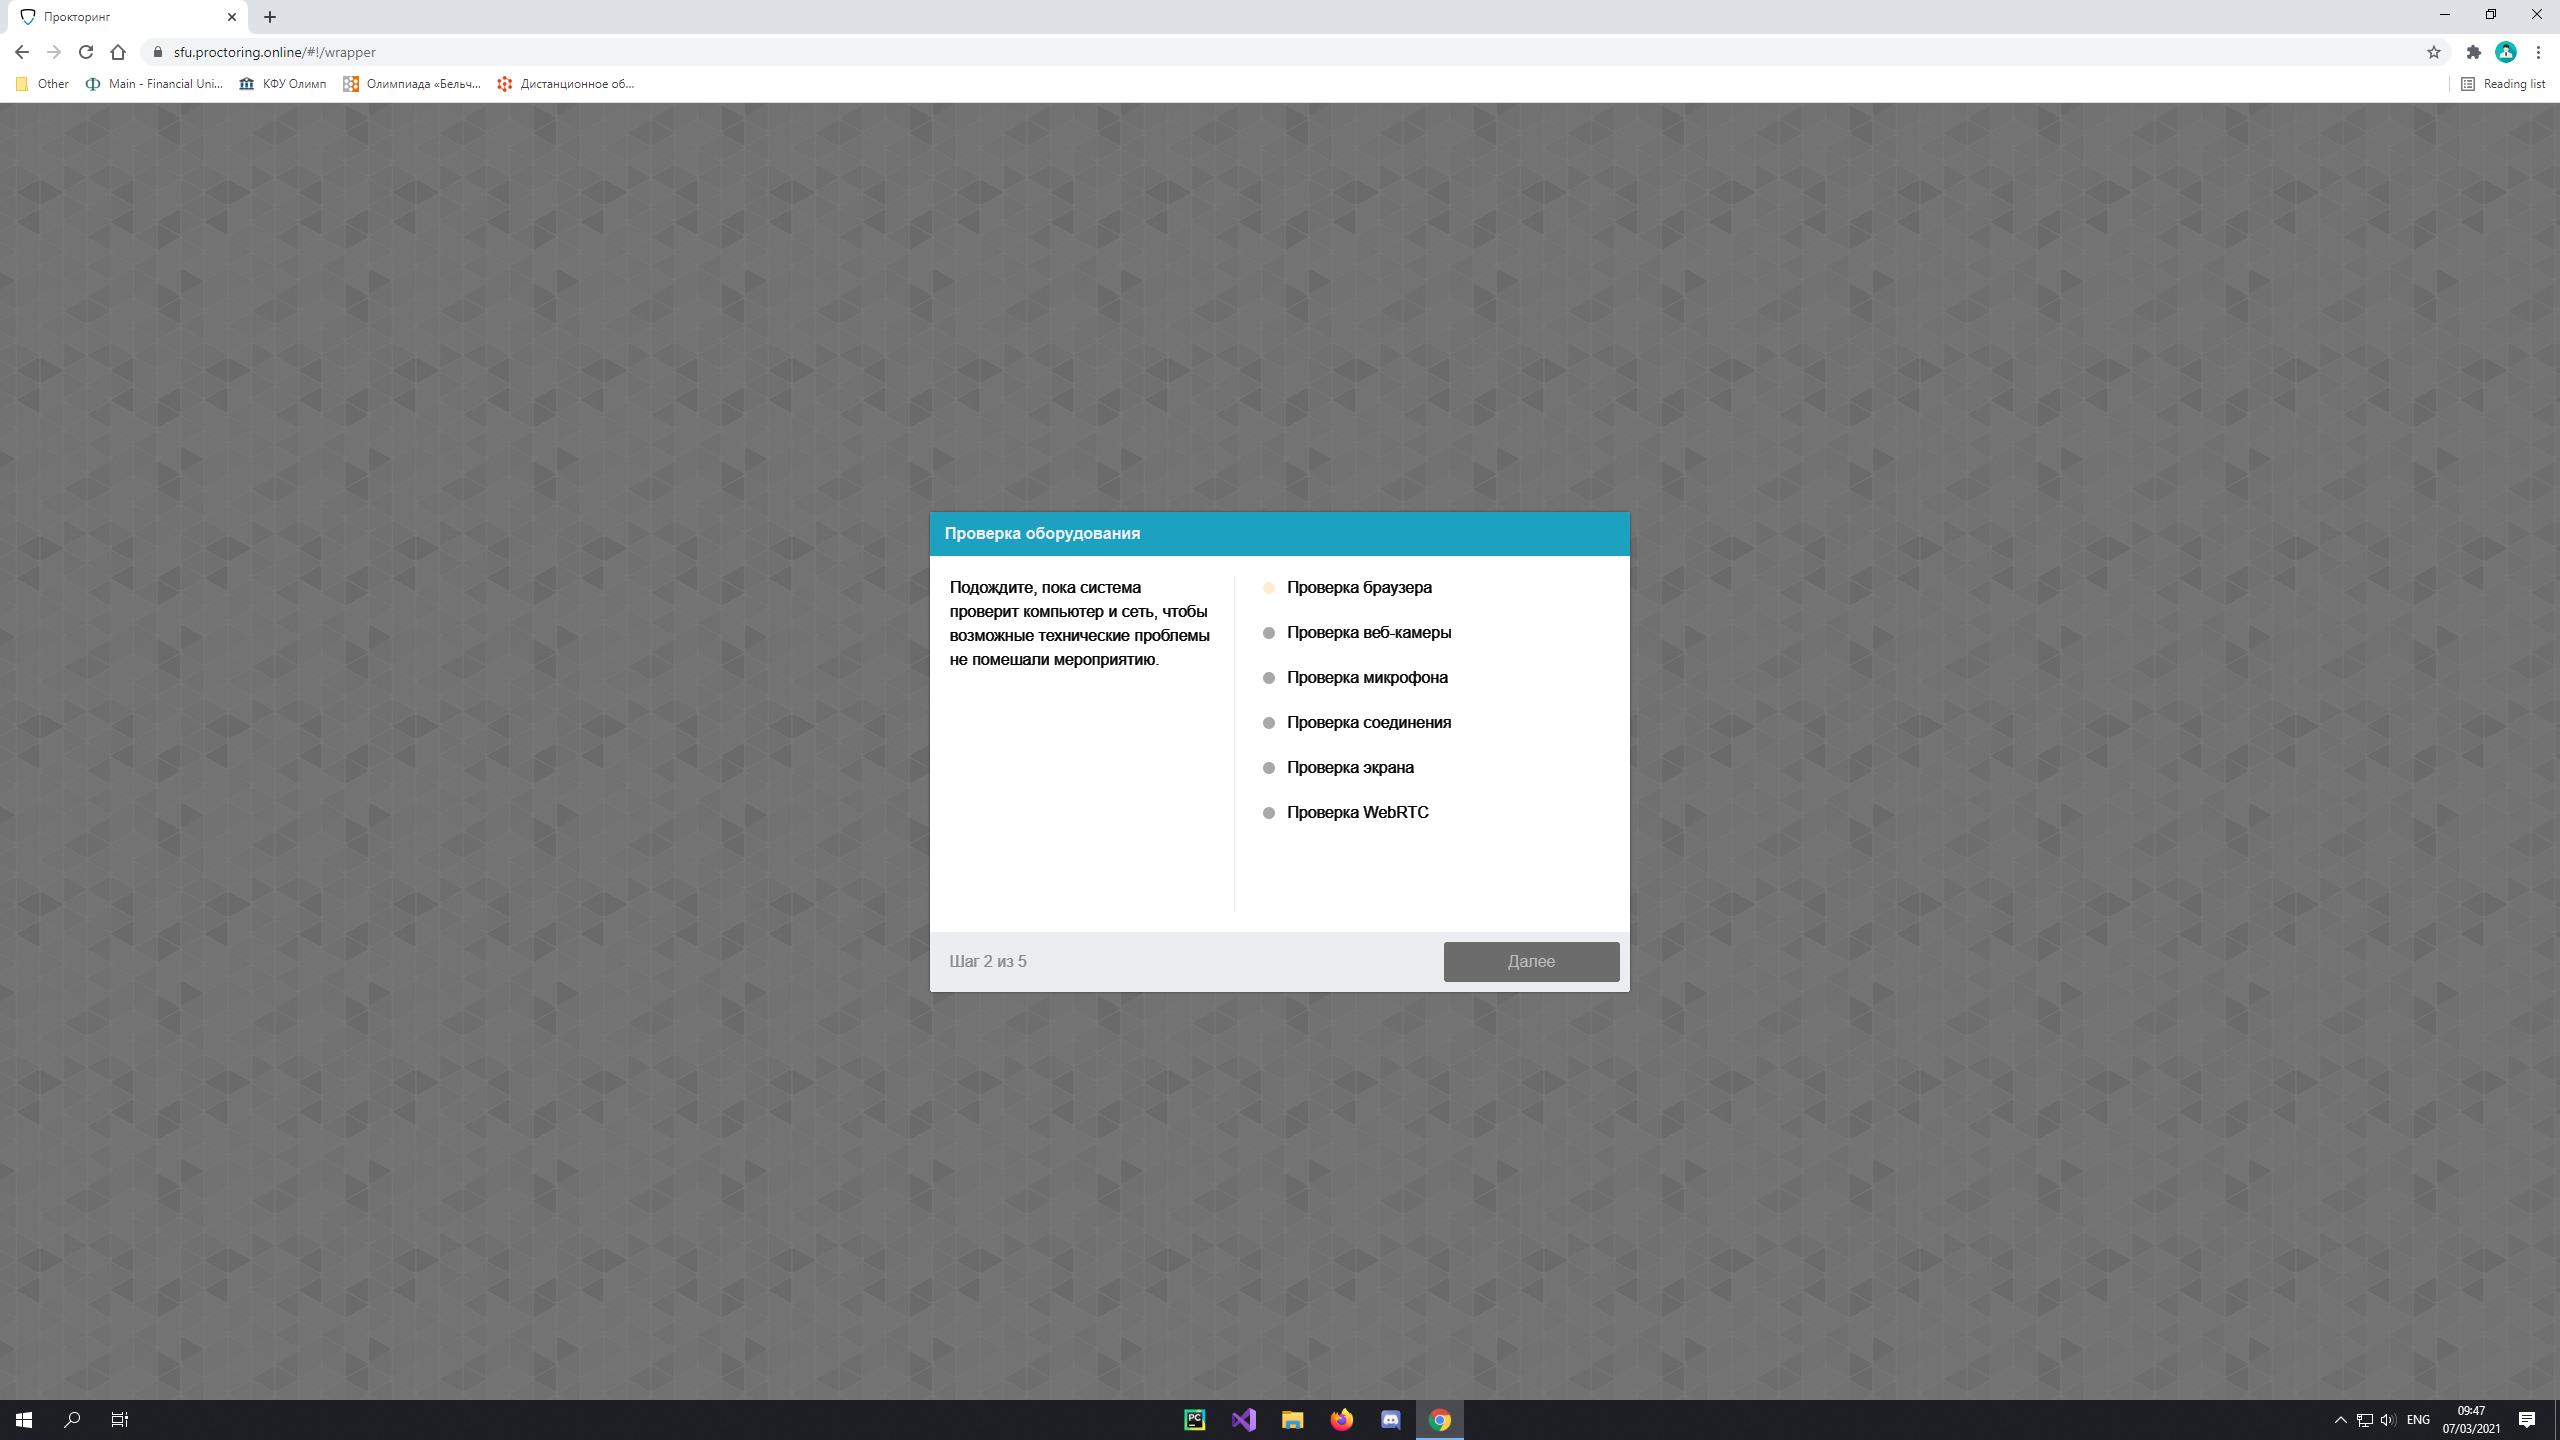 Прокторинг
sfu.proctoring.online/#!/wrapper
Other
Main - Financial Uni...
КФУ Олимп
Олимпиада «Бельч...
Дистанционное об...
Reading list
Проверка оборудования
Подождите, пока система
проверит компьютер и сеть, чтобы
возможные технические проблемы
не помешали мероприятию.
Проверка браузера
Проверка веб-камеры
Проверка микрофона
Проверка соединения
Проверка экрана
Проверка WebRTC
Шаг 2 из 5
Далее
PC
ENG
09:47
07/03/2021